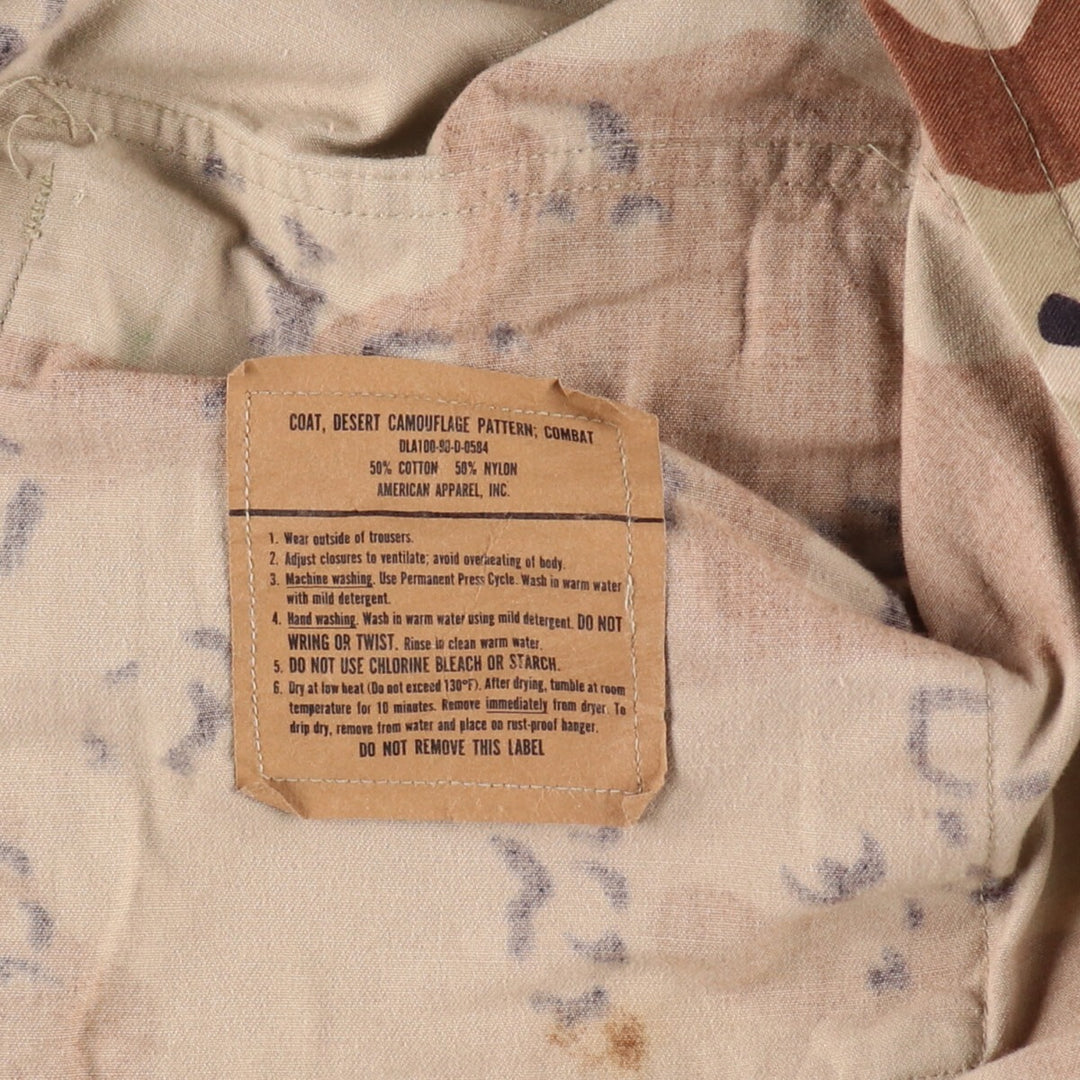 COAT, DESERT CAMOUFLAGE PATTERN; COMBAT
DLA100-90-D-0584
50% COTTON 50% NYLON
AMERICAN APPAREL, INC.
1. Wear outside of trousers.
2. Adjust closures to ventilate; avoid overheating of body.
3. Machine washing. Use Permanent Press Cycle. Wash in warm water
with mild detergent.
4. Hand washing. Wash in warm water using mild detergent. DO NOT
WRING OR TWIST. Rinse in clean warm water.
5. DO NOT USE CHLORINE BLEACH OR STARCH.
6. Dry at low heat (Do not exceed 130°F). After drying, tumble at room
temperature for 10 minutes. Remove immediately from dryer. To
drip dry, remove from water and place on rust-proof hanger.
DO NOT REMOVE THIS LABEL